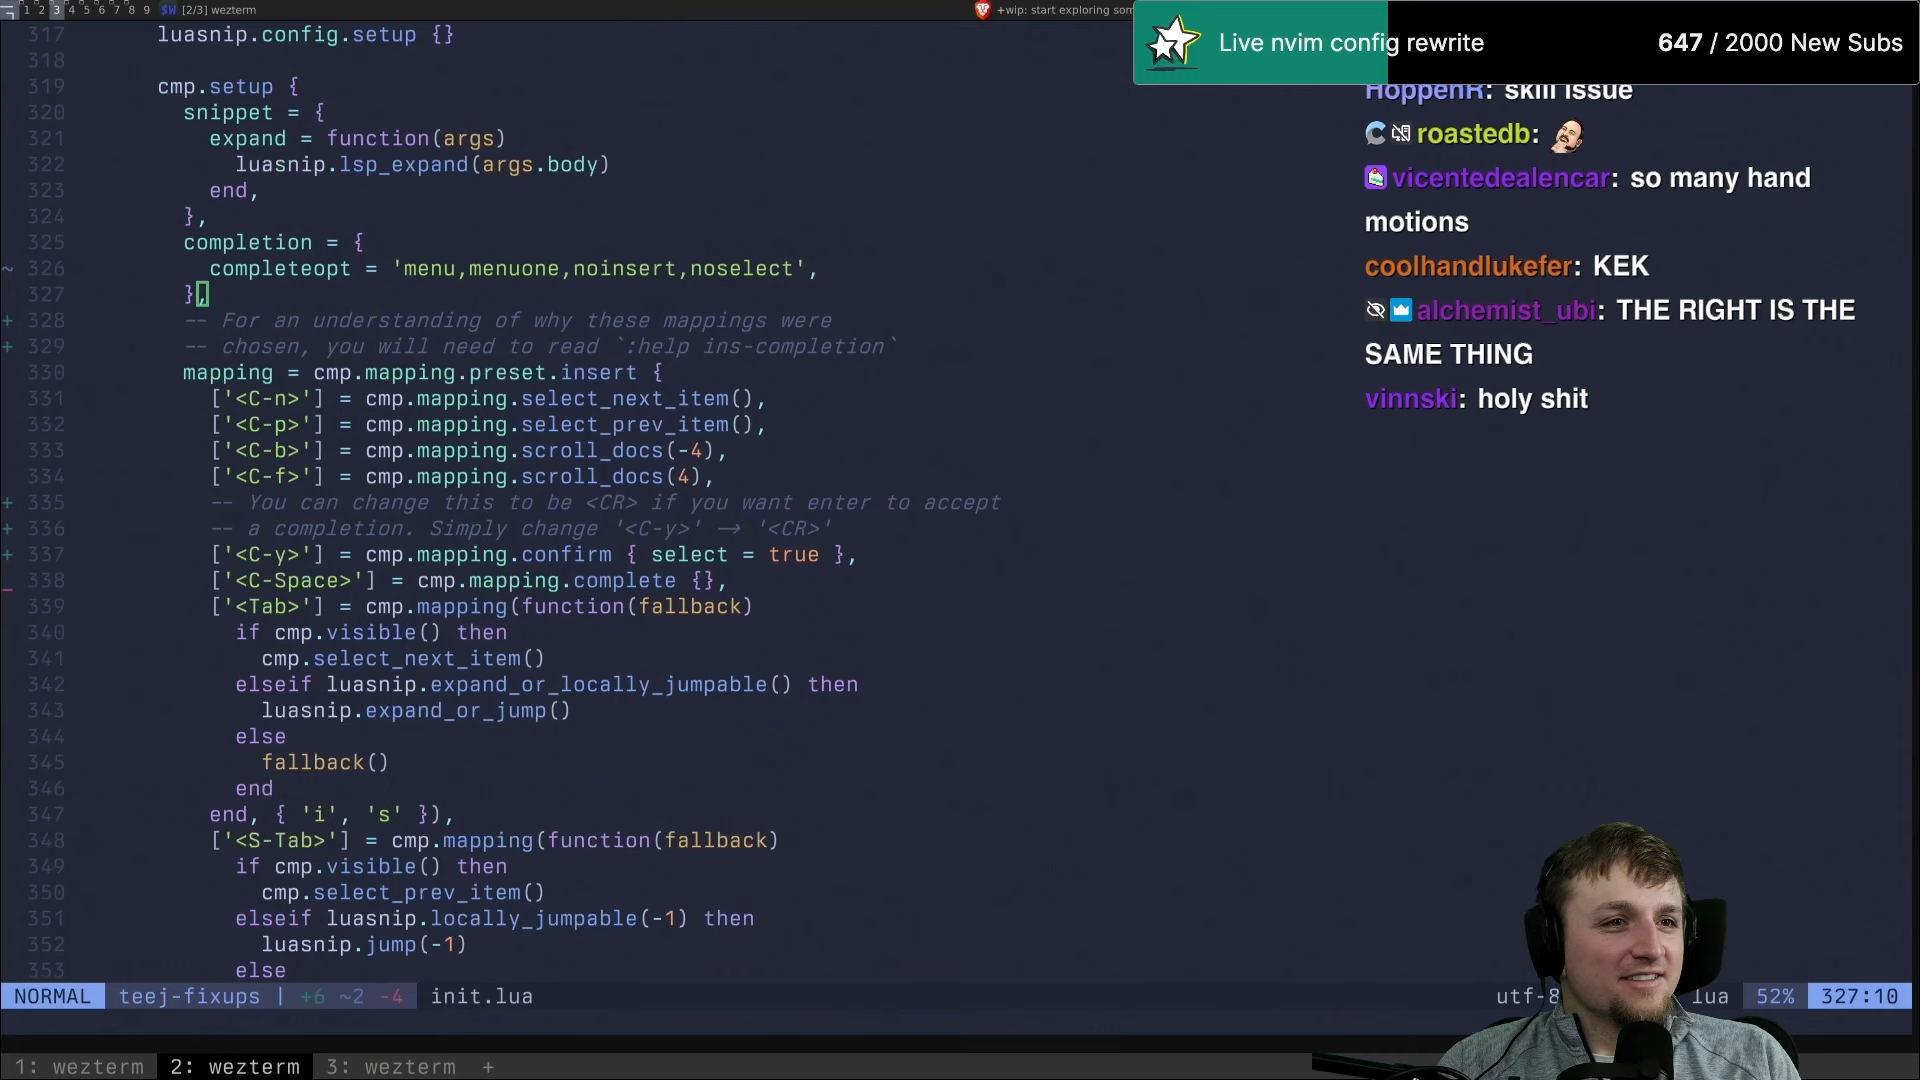 1 2 3 4 5 6 7 8 9 $W [2/3] wezterm
+wip: start exploring som
Live nvim config rewrite
647 / 2000 New Subs
317 luasnip.config.setup {}
318
319 cmp.setup {
320 snippet = {
321 expand = function(args)
322 luasnip.lsp_expand(args.body)
323 end,
324 },
325 completion = {
~ 326 completeopt = 'menu,menuone,noinsert,noselect',
327 },
+ 328 -- For an understanding of why these mappings were
+ 329 -- chosen, you will need to read `:help ins-completion`
330 mapping = cmp.mapping.preset.insert {
331 ['<C-n>'] = cmp.mapping.select_next_item(),
332 ['<C-p>'] = cmp.mapping.select_prev_item(),
333 ['<C-b>'] = cmp.mapping.scroll_docs(-4),
334 ['<C-f>'] = cmp.mapping.scroll_docs(4),
+ 335 -- You can change this to be <CR> if you want enter to accept
+ 336 -- a completion. Simply change '<C-y>' -> '<CR>'
+ 337 ['<C-y>'] = cmp.mapping.confirm { select = true },
338 ['<C-Space>'] = cmp.mapping.complete {},
339 ['<Tab>'] = cmp.mapping(function(fallback)
340 if cmp.visible() then
341 cmp.select_next_item()
342 elseif luasnip.expand_or_locally_jumpable() then
343 luasnip.expand_or_jump()
344 else
345 fallback()
346 end
347 end, { 'i', 's' }),
348 ['<S-Tab>'] = cmp.mapping(function(fallback)
349 if cmp.visible() then
350 cmp.select_prev_item()
351 elseif luasnip.locally_jumpable(-1) then
352 luasnip.jump(-1)
353 else
HoppenR: skill issue
roastedb:
vicentedealencar: so many hand
motions
coolhandlukefer: KEK
alchemist_ubi: THE RIGHT IS THE
SAME THING
vinnski: holy shit
NORMAL teej-fixups | +6 ~2 -4 init.lua
utf-8 lua 52% 327:10
1: wezterm 2: wezterm 3: wezterm +